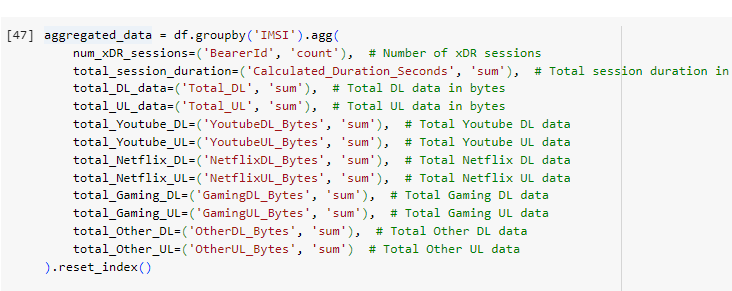 [47] aggregated_data = df.groupby('IMSI').agg(
num_xDR_sessions=('BearerId', 'count'),  # Number of xDR sessions
total_session_duration=('Calculated_Duration_Seconds', 'sum'),  # Total session duration in
total_DL_data=('Total_DL', 'sum'),  # Total DL data in bytes
total_UL_data=('Total_UL', 'sum'),  # Total UL data in bytes
total_Youtube_DL=('YoutubeDL_Bytes', 'sum'),  # Total Youtube DL data
total_Youtube_UL=('YoutubeUL_Bytes', 'sum'),  # Total Youtube UL data
total_Netflix_DL=('NetflixDL_Bytes', 'sum'),  # Total Netflix DL data
total_Netflix_UL=('NetflixUL_Bytes', 'sum'),  # Total Netflix UL data
total_Gaming_DL=('GamingDL_Bytes', 'sum'),  # Total Gaming DL data
total_Gaming_UL=('GamingUL_Bytes', 'sum'),  # Total Gaming UL data
total_Other_DL=('OtherDL_Bytes', 'sum'),  # Total Other DL data
total_Other_UL=('OtherUL_Bytes', 'sum')  # Total Other UL data
).reset_index()